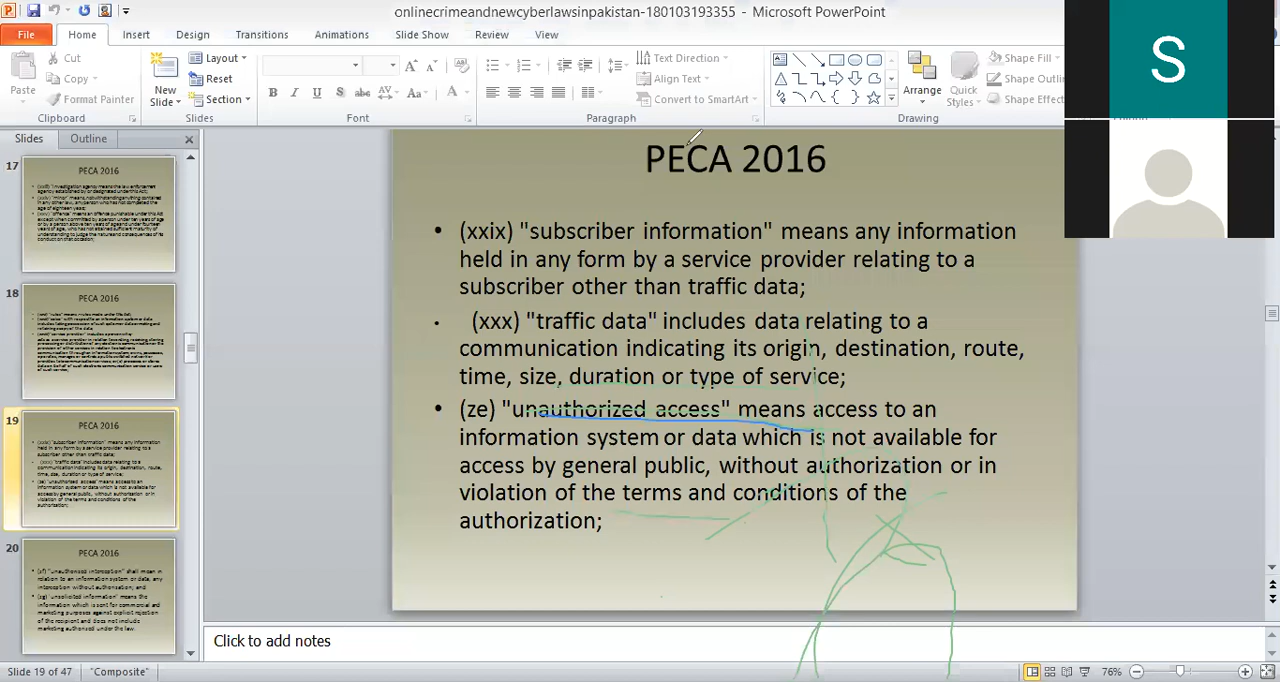 onlinecrimeandnewcyberlawsinpakistan-180103193355 - Microsoft PowerPoint
File Home Insert Design Transitions Animations Slide Show Review View
Paste
Cut
Copy
Format Painter
Clipboard
New Slide
Layout
Reset
Section
Slides
Font
Text Direction
Align Text
Convert to SmartArt
Paragraph
Arrange
Quick Styles
Shape Fill
Shape Outli
Shape Effect
Drawing
S
Slides Outline
17
PECA 2016
18
PECA 2016
19
PECA 2016
(xxix) "subscriber information" means any information
held in any form by a service provider relating to a
subscriber other than traffic data;
(xxx) "traffic data" includes data relating to a
communication indicating its origin, destination, route,
time, size, duration or type of service;
(ze) "unauthorized access" means access to an
information system or data which is not available for
access by general public, without authorization or in
violation of the terms and conditions of the
authorization;
20
PECA 2016
(zf) "unauthorised interception" shall mean in
relation to an information system or data, any
interception without authorisation; and
(zg) "unsolicited information" means the
information which is sent for commercial and
marketing purposes against explicit rejection
of the recipient and does not include
marketing authorised under the law.
PECA 2016
• (xxix) "subscriber information" means any information
held in any form by a service provider relating to a
subscriber other than traffic data;
• (xxx) "traffic data" includes data relating to a
communication indicating its origin, destination, route,
time, size, duration or type of service;
• (ze) "unauthorized access" means access to an
information system or data which is not available for
access by general public, without authorization or in
violation of the terms and conditions of the
authorization;
Click to add notes
Slide 19 of 47 "Composite" 76%